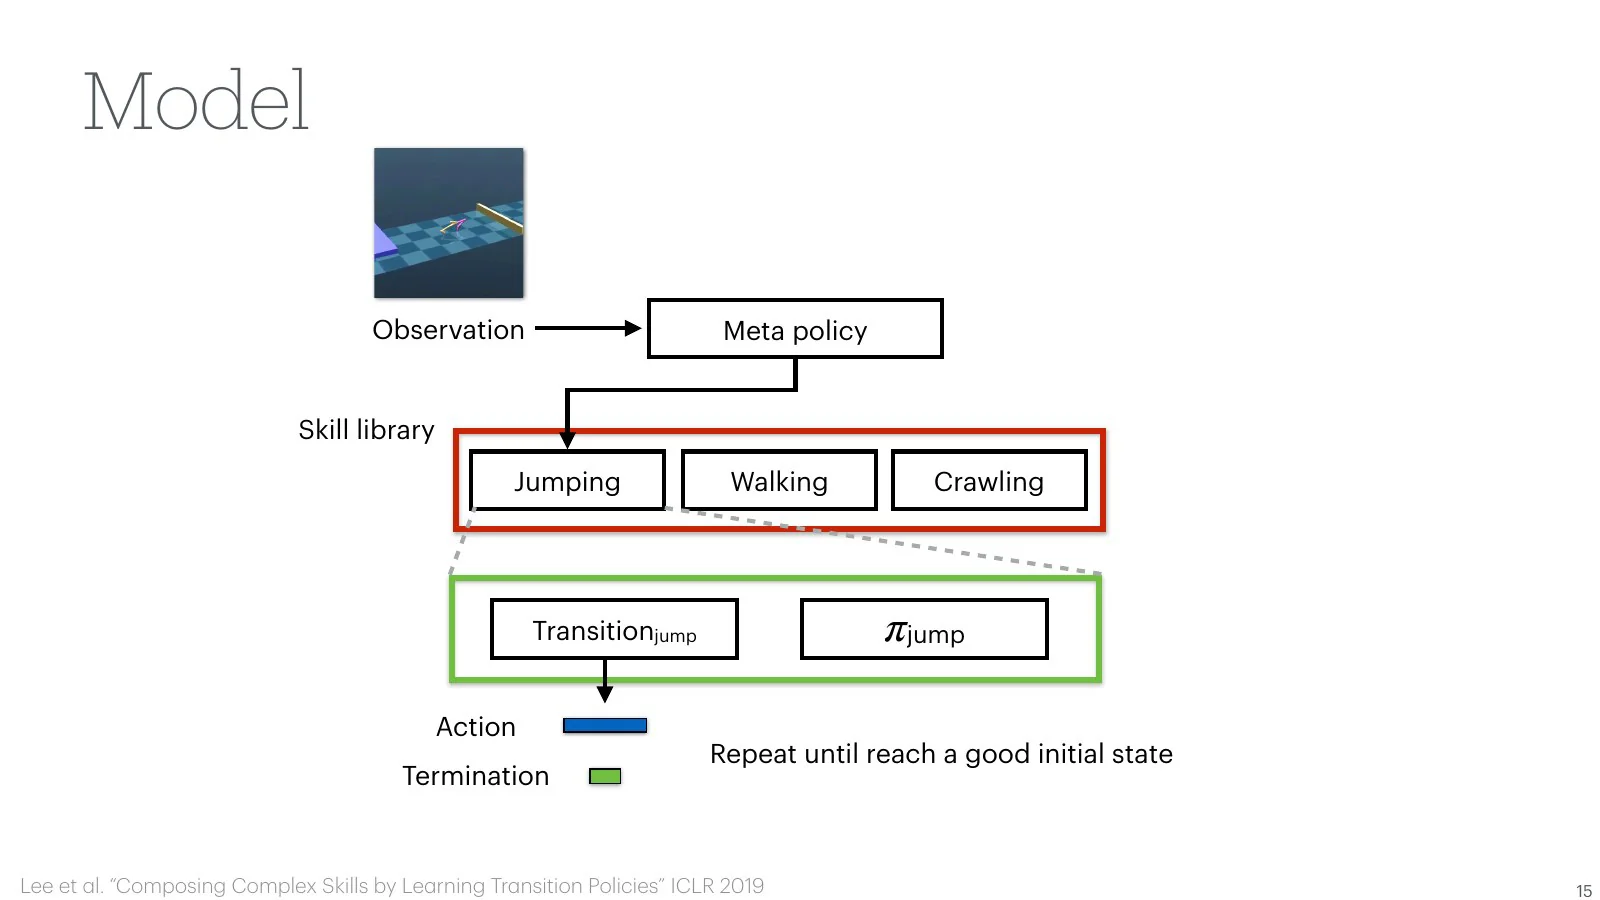 Model
Observation
Meta policy
Skill library
Jumping
Walking
Crawling
Transitionjump
πjump
Action
Repeat until reach a good initial state
Termination
Lee et al. “Composing Complex Skills by Learning Transition Policies” ICLR 2019
15